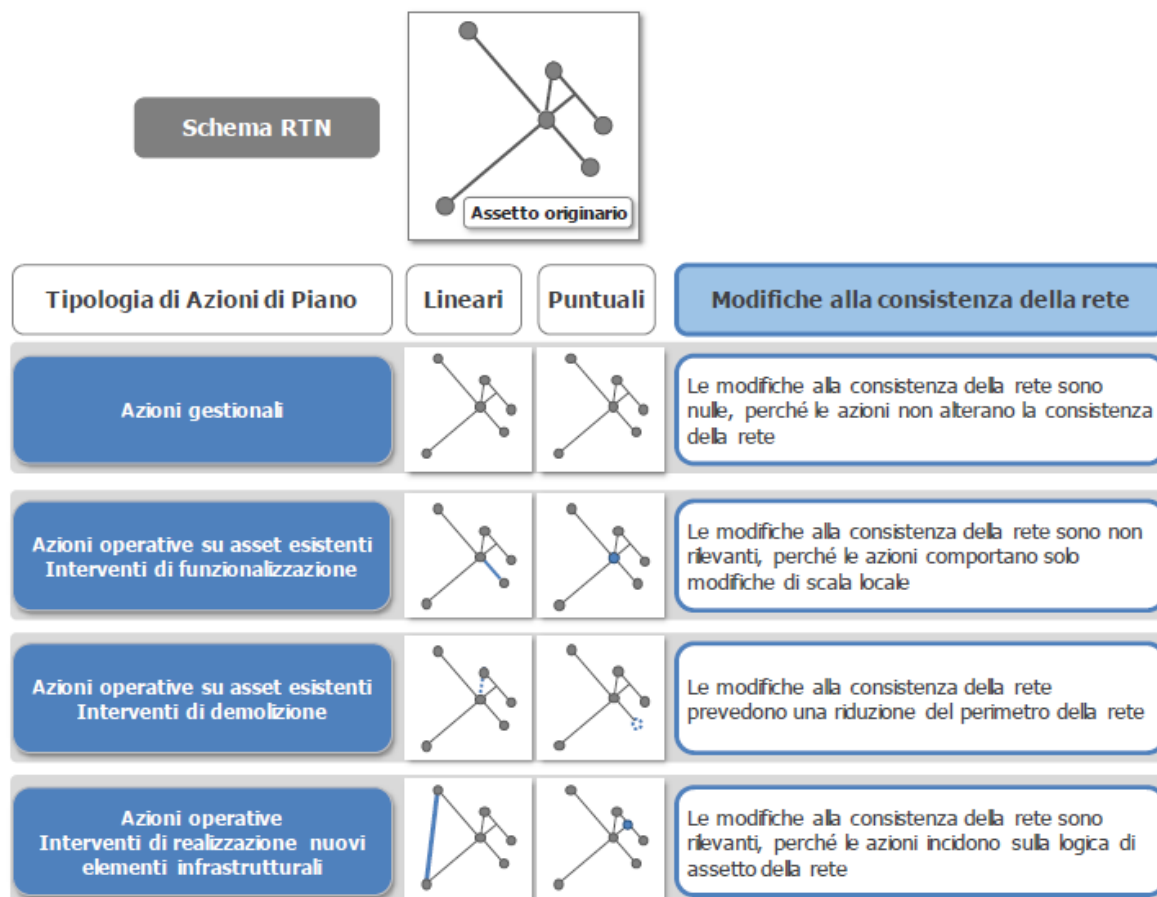 Schema RTN
Assetto originario
Tipologia di Azioni di Piano
Lineari
Puntuali
Modifiche alla consistenza della rete
Azioni gestionali
Le modifiche alla consistenza della rete sono
nulle, perché le azioni non alterano la consistenza
della rete
Azioni operative su asset esistenti
Interventi di funzionalizzazione
Le modifiche alla consistenza della rete sono non
rilevanti, perché le azioni comportano solo
modifiche di scala locale
Azioni operative su asset esistenti
Interventi di demolizione
Le modifiche alla consistenza della rete
prevedono una riduzione del perimetro della rete
Azioni operative
Interventi di realizzazione nuovi
elementi infrastrutturali
Le modifiche alla consistenza della rete sono
rilevanti, perché le azioni incidono sulla logica di
assetto della rete